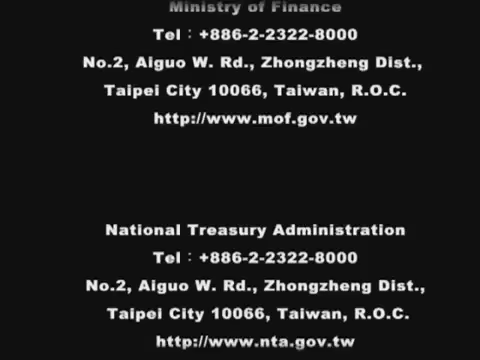 Ministry of Finance
Tel：+886-2-2322-8000
No.2, Aiguo W. Rd., Zhongzheng Dist.,
Taipei City 10066, Taiwan, R.O.C.
http://www.mof.gov.tw
National Treasury Administration
Tel：+886-2-2322-8000
No.2, Aiguo W. Rd., Zhongzheng Dist.,
Taipei City 10066, Taiwan, R.O.C.
http://www.nta.gov.tw